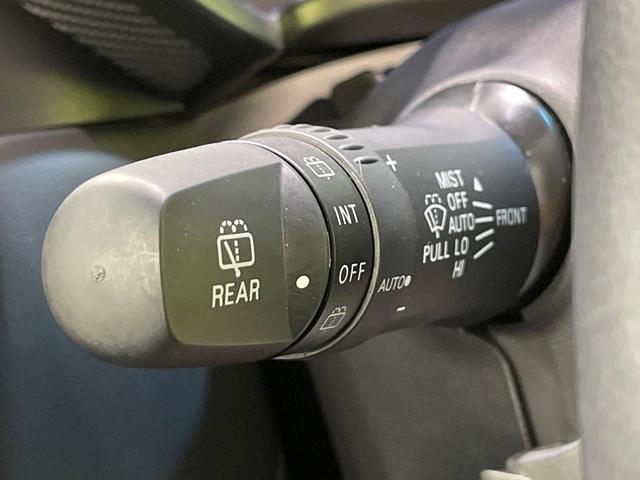 REAR
INT
OFF
+
AUTO
-
MIST
OFF
AUTO
PULL LO
HI
FRONT